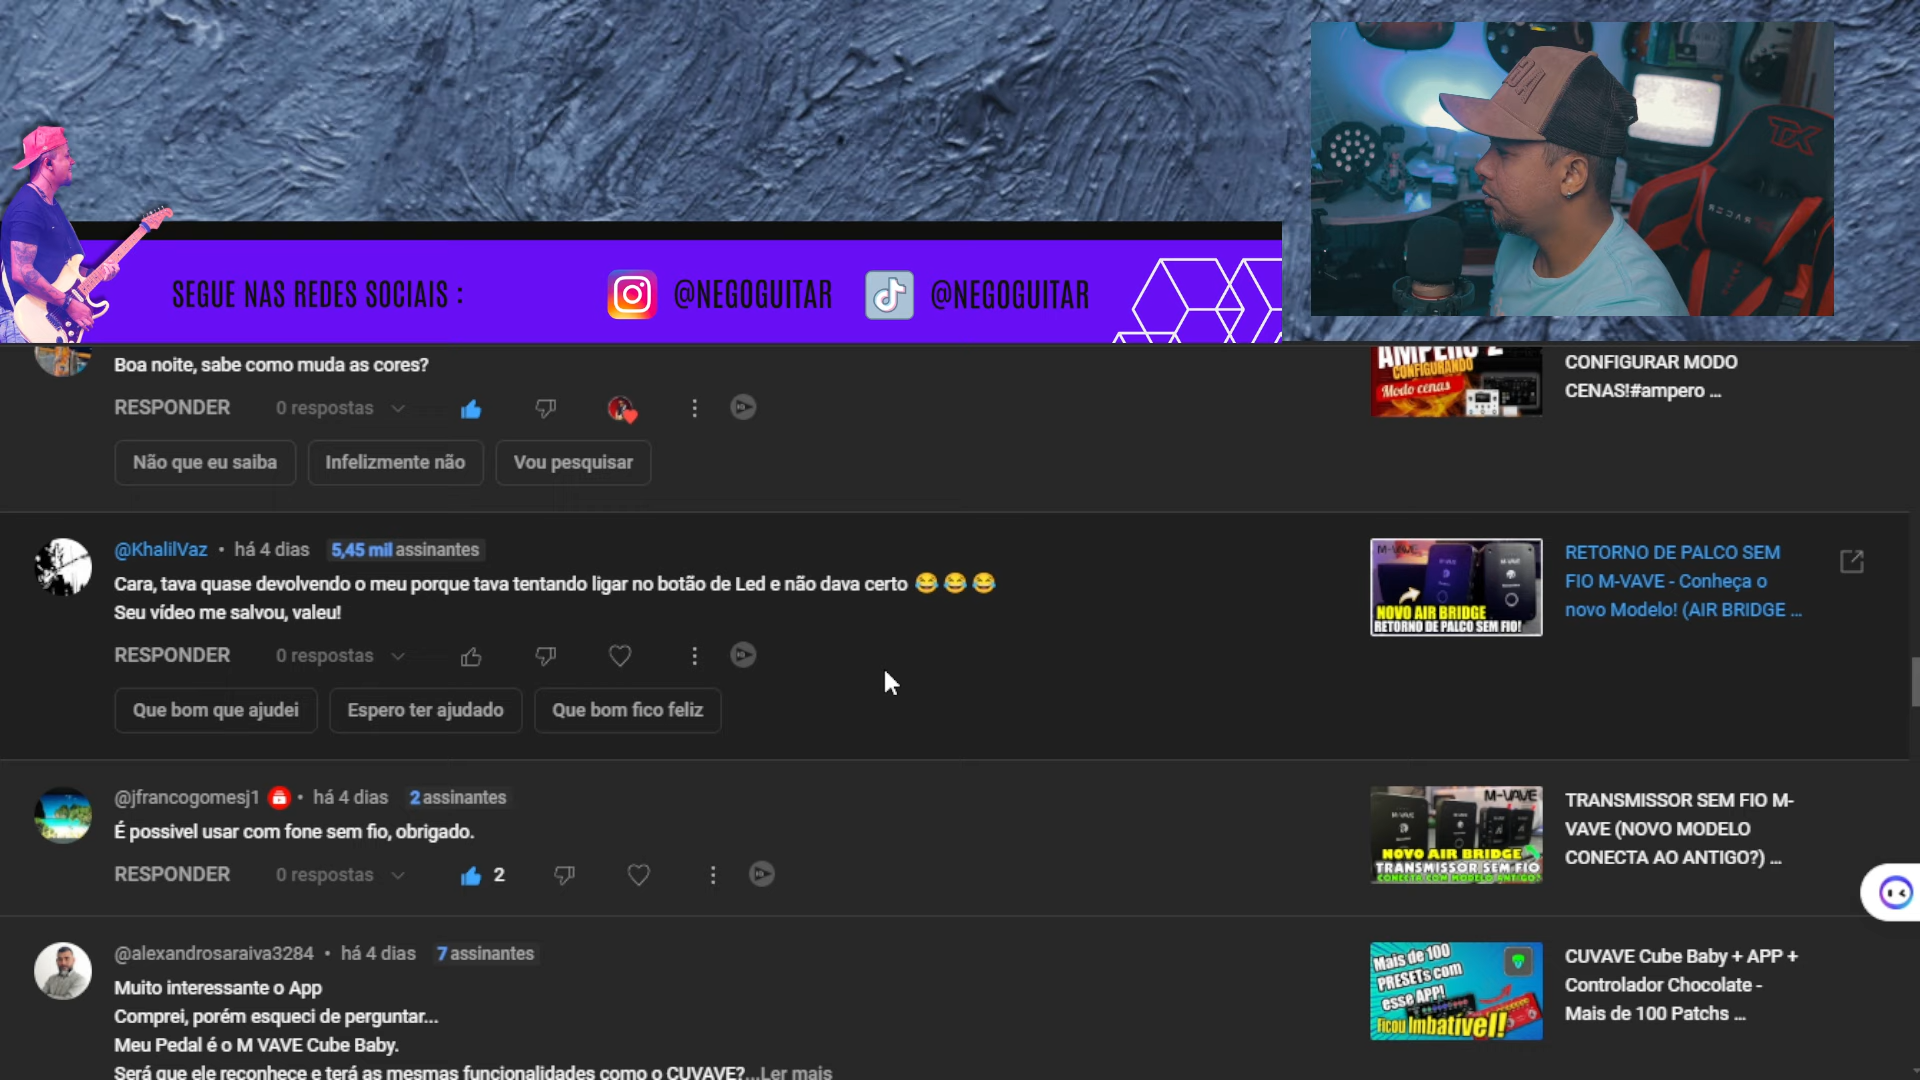 SEGUE NAS REDES SOCIAIS :
@NEGOGUITAR
@NEGOGUITAR
TX
Boa noite, sabe como muda as cores?
RESPONDER 0 respostas
Não que eu saiba Infelizmente não Vou pesquisar
AMPERO 2
CONFIGURANDO
Modo cenas
CONFIGURAR MODO
CENAS!#ampero ...
@KhalilVaz • há 4 dias 5,45 mil assinantes
Cara, tava quase devolvendo o meu porque tava tentando ligar no botão de Led e não dava certo 😂😂😂
Seu vídeo me salvou, valeu!
RESPONDER 0 respostas
Que bom que ajudei Espero ter ajudado Que bom fico feliz
M-VAVE
NOVO AIR BRIDGE
RETORNO DE PALCO SEM FIO!
RETORNO DE PALCO SEM
FIO M-VAVE - Conheça o
novo Modelo! (AIR BRIDGE ...
@jfrancogomesj1 • há 4 dias 2 assinantes
É possivel usar com fone sem fio, obrigado.
RESPONDER 0 respostas 2
M-VAVE
NOVO AIR BRIDGE
TRANSMISSOR SEM FIO
CONECTA COM MODELO ANTIGO?
TRANSMISSOR SEM FIO M-
VAVE (NOVO MODELO
CONECTA AO ANTIGO?) ...
@alexandrosaraiva3284 • há 4 dias 7 assinantes
Muito interessante o App
Comprei, porém esqueci de perguntar...
Meu Pedal é o M VAVE Cube Baby.
Será que ele reconhece e terá as mesmas funcionalidades como o CUVAVE?...Ler mais
Mais de 100
PRESETs com
esse APP!
Ficou Imbatível!
CUVAVE Cube Baby + APP +
Controlador Chocolate -
Mais de 100 Patchs ...